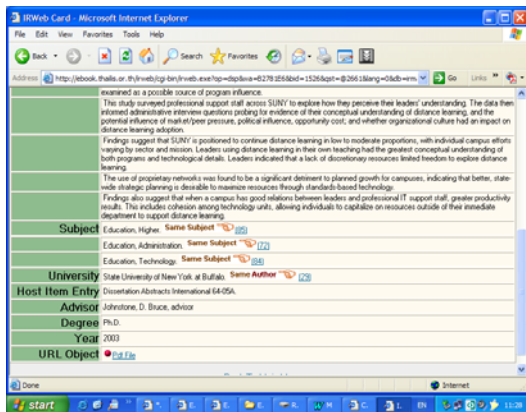 IRWeb Card - Microsoft Internet Explorer
File Edit View Favorites Tools Help
Back Search Favorites
Address http://ebook.thalis.or.th/irweb/cgi-bin/irweb.exe? Go Links
examined as a possible source of program influence.
This study surveyed professional support staff across SUNY to explore how they perceive their leaders' understanding. The data then
informed administrative interview questions probing for evidence of their conceptual understanding of distance learning, and the
potential influence of market/peer pressure, political influence, opportunity cost, and whether organizational culture had an impact on
distance learning adoption.
Findings suggest that SUNY is positioned to continue distance learning in low to moderate proportions, with individual campus efforts
varying by sector and mission. Leaders using distance learning in their own teaching had the greatest conceptual understanding of
both programs and technological details. Leaders indicated that a lack of discretionary resources limited freedom to explore distance
learning.
The use of proprietary networks was found to be a significant detriment to planned growth for campuses, indicating that better, state-
wide strategic planning is desirable to maximize resources through standards-based technology.
Findings also suggest that when a campus has good relations between leaders and professional IT support staff, greater productivity
results. This includes cohesion among technology units, allowing individuals to capitalize on resources outside of their immediate
department to support distance learning.
Subject Education, Higher. Same Subject (85)
Education, Administration. Same Subject (72)
Education, Technology. Same Subject (84)
University State University of New York at Buffalo. Same Author (29)
Host Item Entry Dissertation Abstracts International 64-05A.
Advisor Johnstone, D. Bruce, advisor
Degree Ph.D.
Year 2003
URL Object Pdf File
Done Internet
start EN 11:28